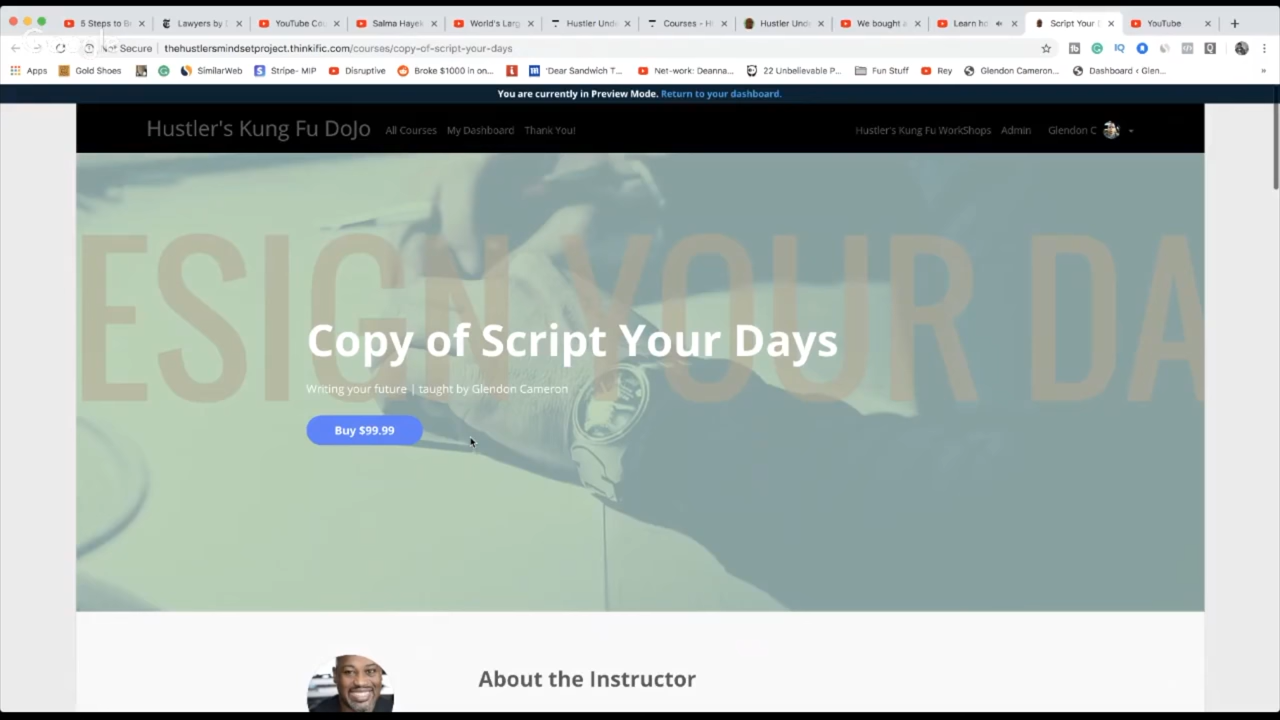 5 Steps to B
Lawyers by
YouTube Co
Salma Hayek
World's Larg
Hustler Und
Courses - H
Hustler Und
We bought a
Learn ho
Script Your
YouTube
Not Secure
thehustlersmindsetproject.thinkific.com/courses/copy-of-script-your-days
Apps
Gold Shoes
SimilarWeb
Stripe- MIP
Disruptive
Broke $1000 in on...
'Dear Sandwich T...
Net-work: Deanna...
22 Unbelievable P...
Fun Stuff
Rey
Glendon Cameron...
Dashboard ‹ Glen...
»
You are currently in Preview Mode. Return to your dashboard.
Hustler's Kung Fu DoJo
All Courses
My Dashboard
Thank You!
Hustler's Kung Fu WorkShops
Admin
Glendon C
ESIGN YOUR DA
Copy of Script Your Days
Writing your future | taught by Glendon Cameron
Buy $99.99
About the Instructor